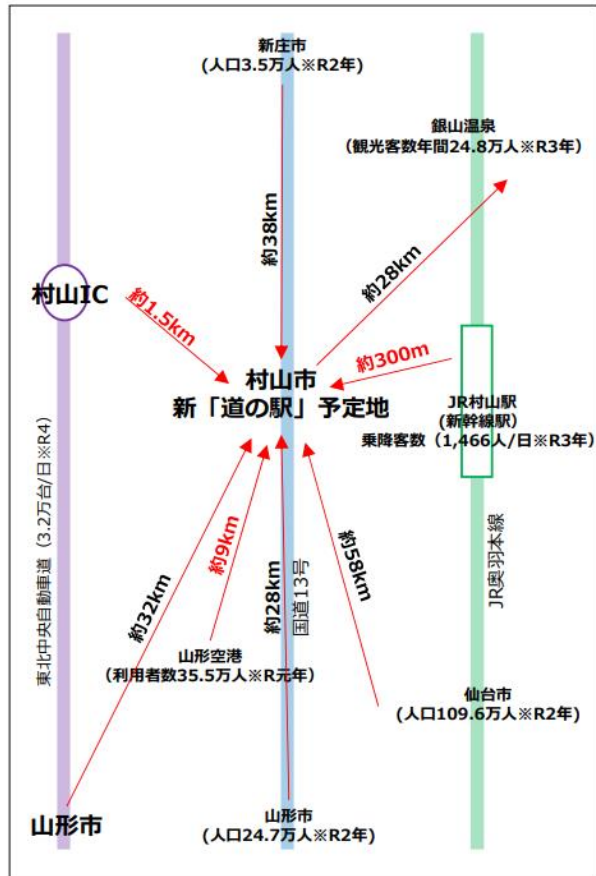 新庄市
(人口3.5万人※R2年)
銀山温泉
（観光客数年間24.8万人※R3年）
約38km
約28km
村山IC
約1.5km
約300m
村山市
新「道の駅」予定地
JR村山駅
(新幹線駅)
乗降客数（1,466人/日※R3年）
東北中央自動車道（3.2万台/日※R4）
約32km
約9km
約28km
国道13号
約58km
JR奥羽本線
山形空港
（利用者数35.5万人※R元年）
仙台市
(人口109.6万人※R2年)
山形市
山形市
(人口24.7万人※R2年)